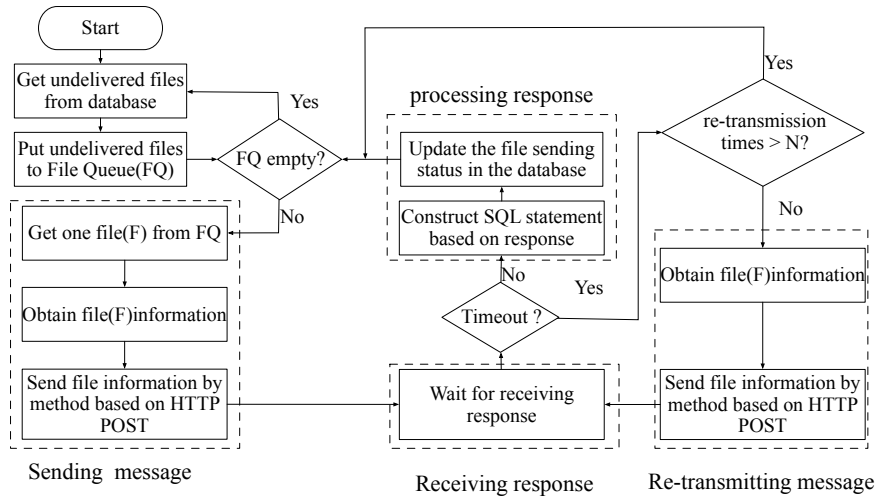 Start
Get undelivered files
from database
Put undelivered files
to File Queue(FQ)
Yes
FQ empty?
No
Get one file(F) from FQ
Obtain file(F)information
Send file information by
method based on HTTP
POST
Sending message
processing response
Update the file sending
status in the database
Construct SQL statement
based on response
No
Yes
Timeout ?
Wait for receiving
response
Receiving response
Yes
re-transmission
times > N?
No
Obtain file(F)information
Send file information by
method based on HTTP
POST
Re-transmitting message